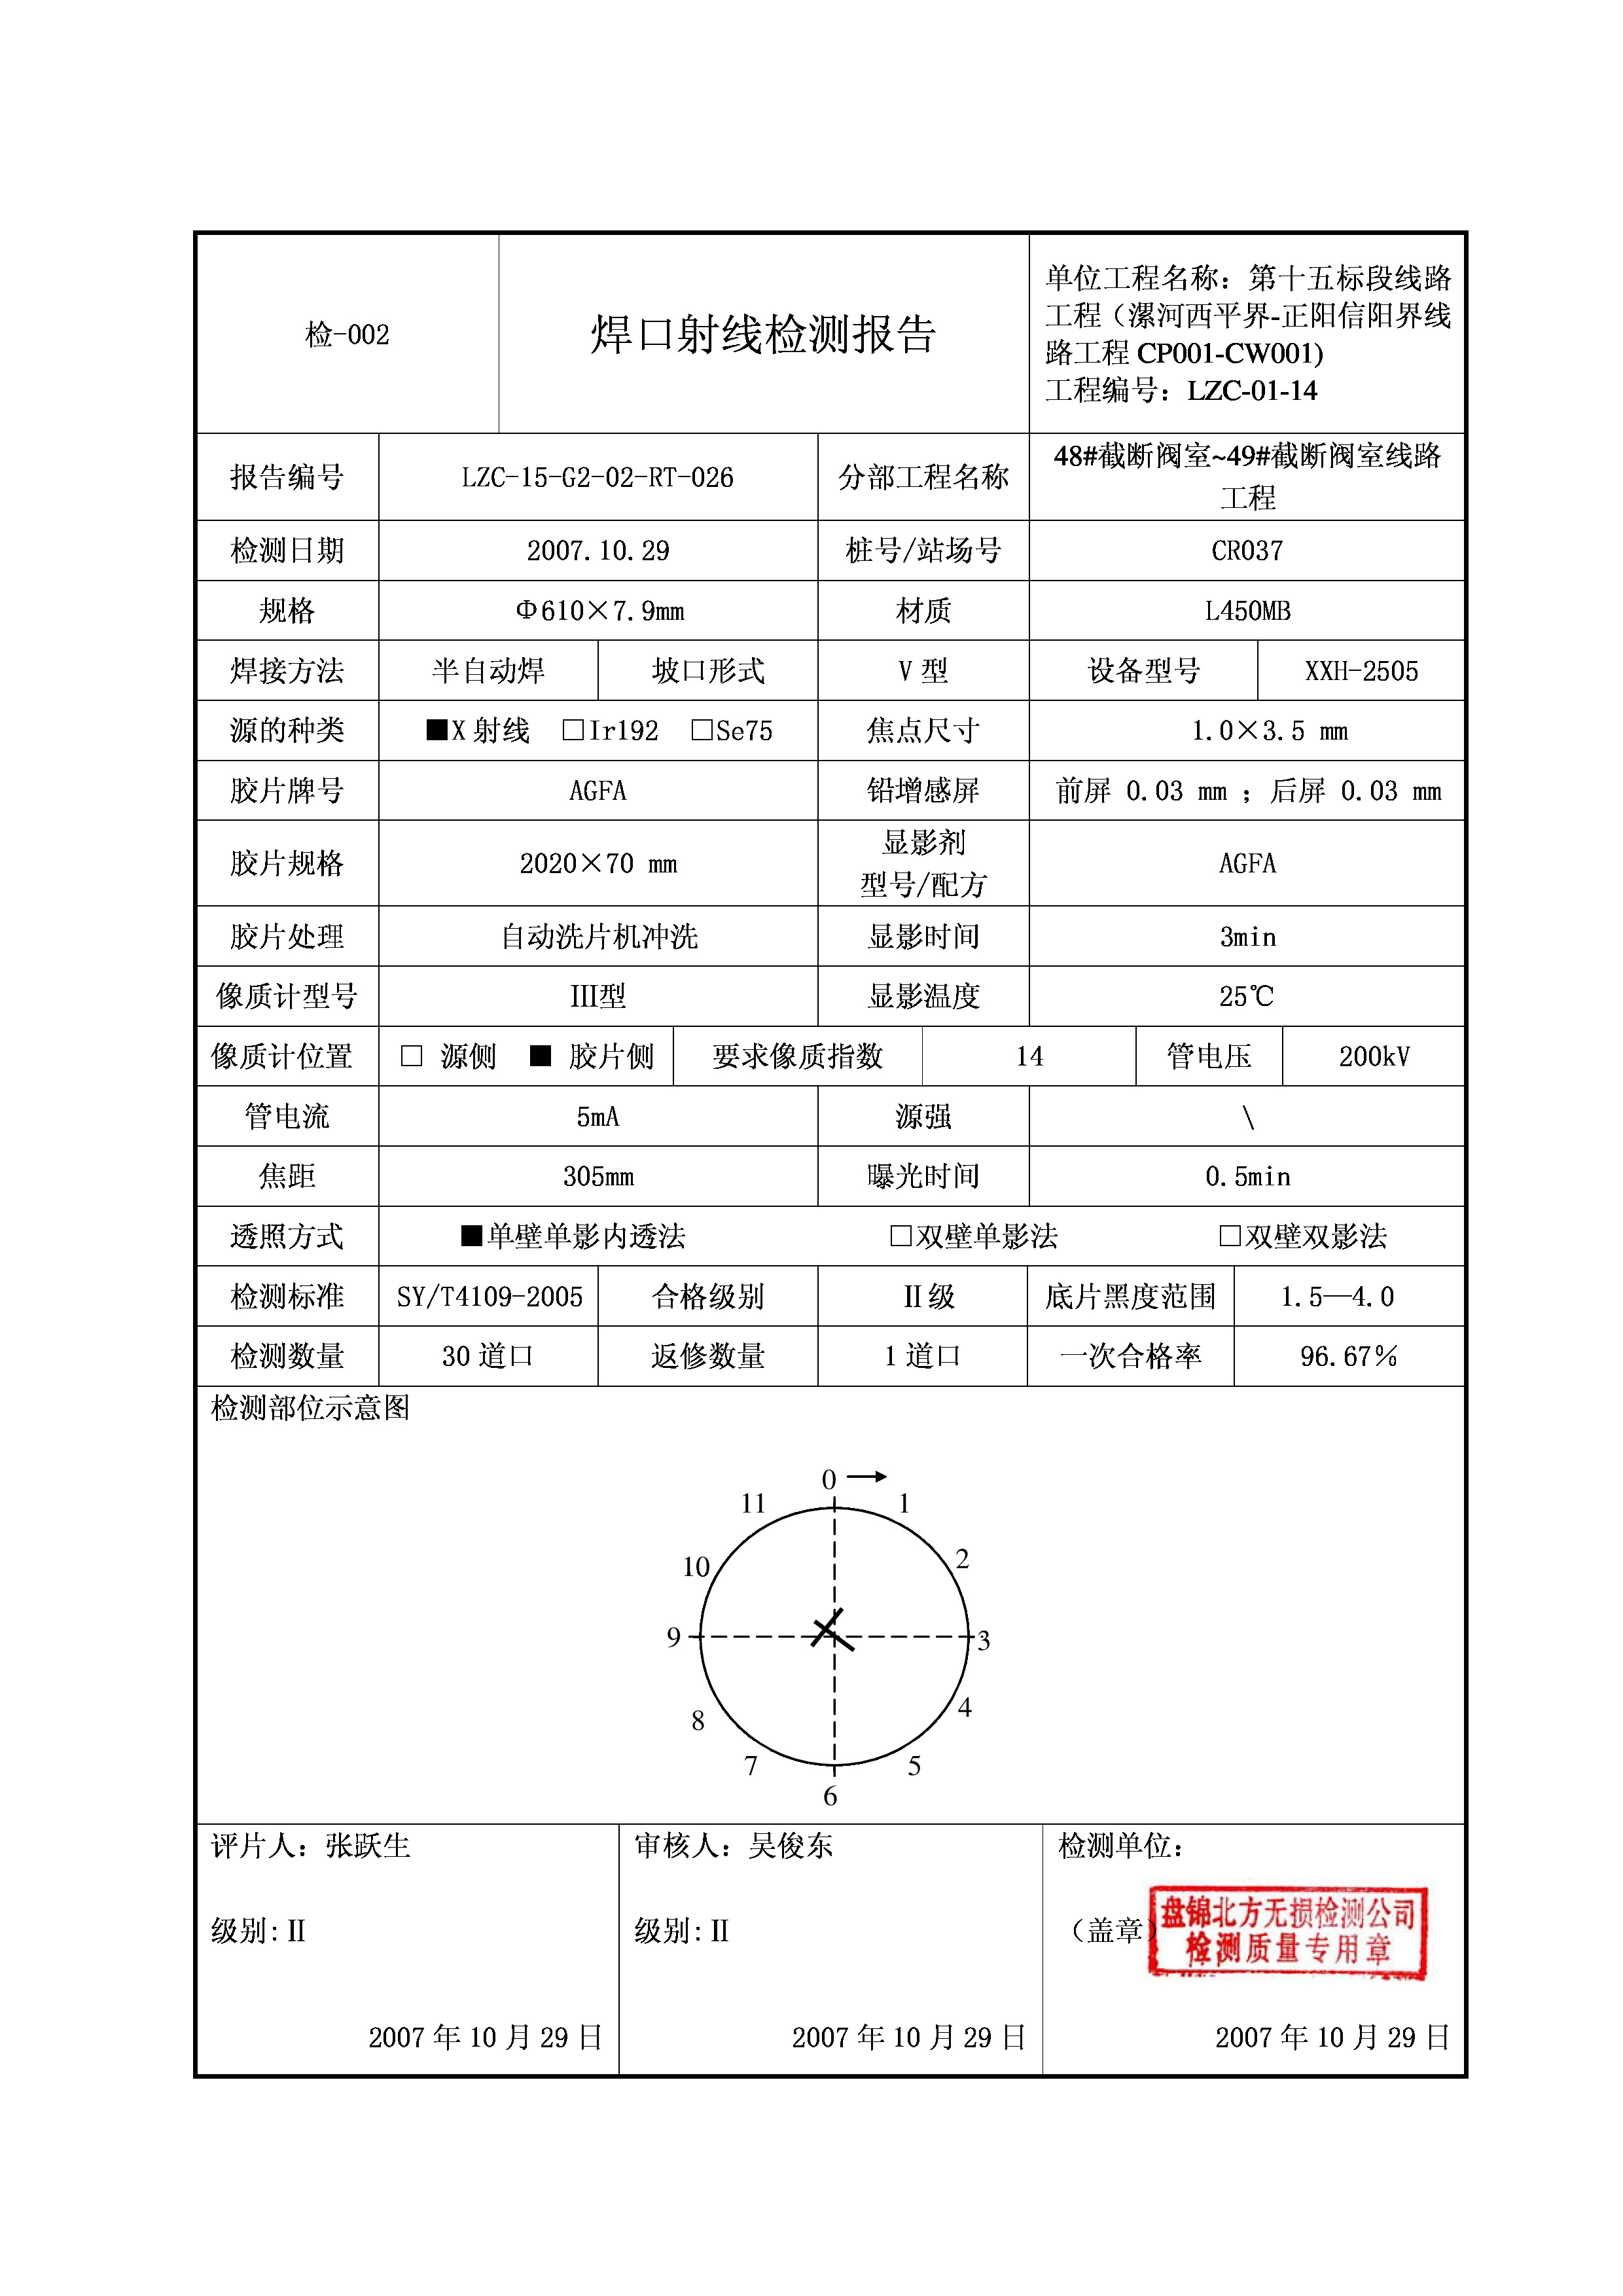 检-002
焊口射线检测报告
单位工程名称：第十五标段线路
工程（漯河西平界-正阳信阳界线
路工程 CP001-CW001)
工程编号：LZC-01-14
报告编号 LZC-15-G2-02-RT-026 分部工程名称 48#截断阀室~49#截断阀室线路
工程
检测日期 2007.10.29 桩号/站场号 CR037
规格 Φ610×7.9mm 材质 L450MB
焊接方法 半自动焊 坡口形式 V 型 设备型号 XXH-2505
源的种类 ■X 射线 □Ir192 □Se75 焦点尺寸 1.0×3.5 mm
胶片牌号 AGFA 铅增感屏 前屏 0.03 mm ；后屏 0.03 mm
胶片规格 2020×70 mm 显影剂
型号/配方 AGFA
胶片处理 自动洗片机冲洗 显影时间 3min
像质计型号 III型 显影温度 25℃
像质计位置 □ 源侧 ■ 胶片侧 要求像质指数 14 管电压 200kV
管电流 5mA 源强 \
焦距 305mm 曝光时间 0.5min
透照方式 ■单壁单影内透法 □双壁单影法 □双壁双影法
检测标准 SY/T4109-2005 合格级别 II 级 底片黑度范围 1.5—4.0
检测数量 30 道口 返修数量 1 道口 一次合格率 96.67%
检测部位示意图
0
11 1
10 2
9 3
8 4
7 5
6
评片人：张跃生 审核人：吴俊东 检测单位：
级别：II 级别：II （盖章）
盘锦北方无损检测公司
检测质量专用章
2007 年 10 月 29 日 2007 年 10 月 29 日 2007 年 10 月 29 日